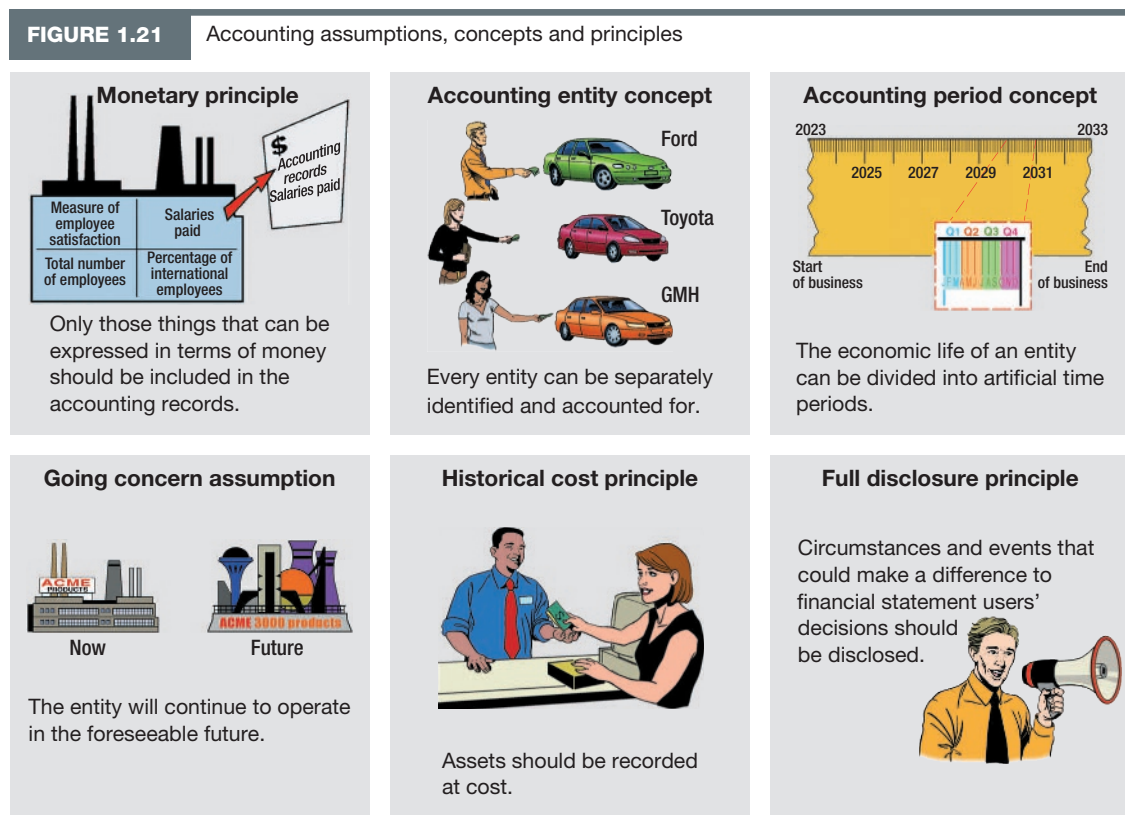 FIGURE 1.21
Accounting assumptions, concepts and principles
Monetary principle
$
Accounting
records
Salaries paid
Measure of
employee
satisfaction
Salaries
paid
Total number
of employees
Percentage of
international
employees
Only those things that can be
expressed in terms of money
should be included in the
accounting records.
Accounting entity concept
Ford
Toyota
GMH
Every entity can be separately
identified and accounted for.
Accounting period concept
2023 2033
2025 2027 2029 2031
Q1 Q2 Q3 Q4
J F M A M J J A S O N D
Start
of business
End
of business
The economic life of an entity
can be divided into artificial time
periods.
Going concern assumption
ACME
PRODUCTS
Now
ACME 3000 products
Future
The entity will continue to operate
in the foreseeable future.
Historical cost principle
Assets should be recorded
at cost.
Full disclosure principle
Circumstances and events that
could make a difference to
financial statement users’
decisions should
be disclosed.